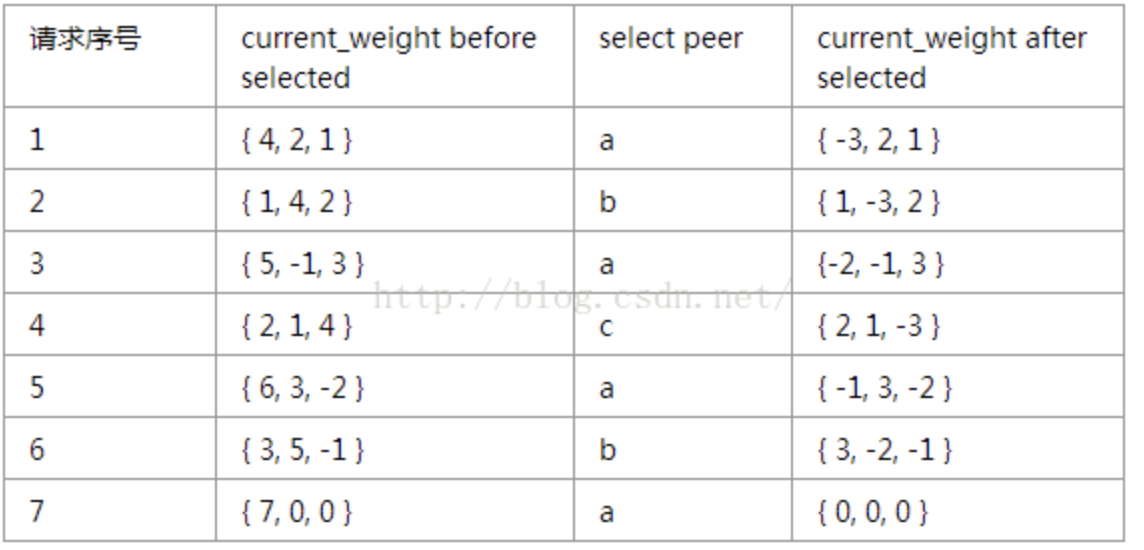 请求序号 current_weight before selected select peer current_weight after selected
1 { 4, 2, 1 } a { -3, 2, 1 }
2 { 1, 4, 2 } b { 1, -3, 2 }
3 { 5, -1, 3 } a {-2, -1, 3 }
http://blog.csdn.net/
4 { 2, 1, 4 } c { 2, 1, -3 }
5 { 6, 3, -2 } a { -1, 3, -2 }
6 { 3, 5, -1 } b { 3, -2, -1 }
7 { 7, 0, 0 } a { 0, 0, 0 }